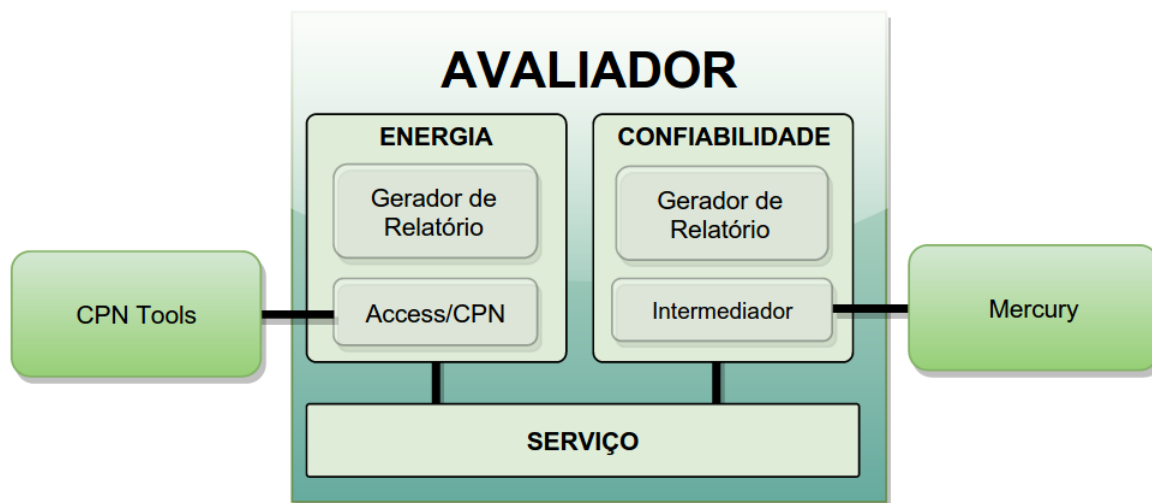 AVALIADOR
ENERGIA
Gerador de
Relatório
Access/CPN
CONFIABILIDADE
Gerador de
Relatório
Intermediador
CPN Tools
Mercury
SERVIÇO